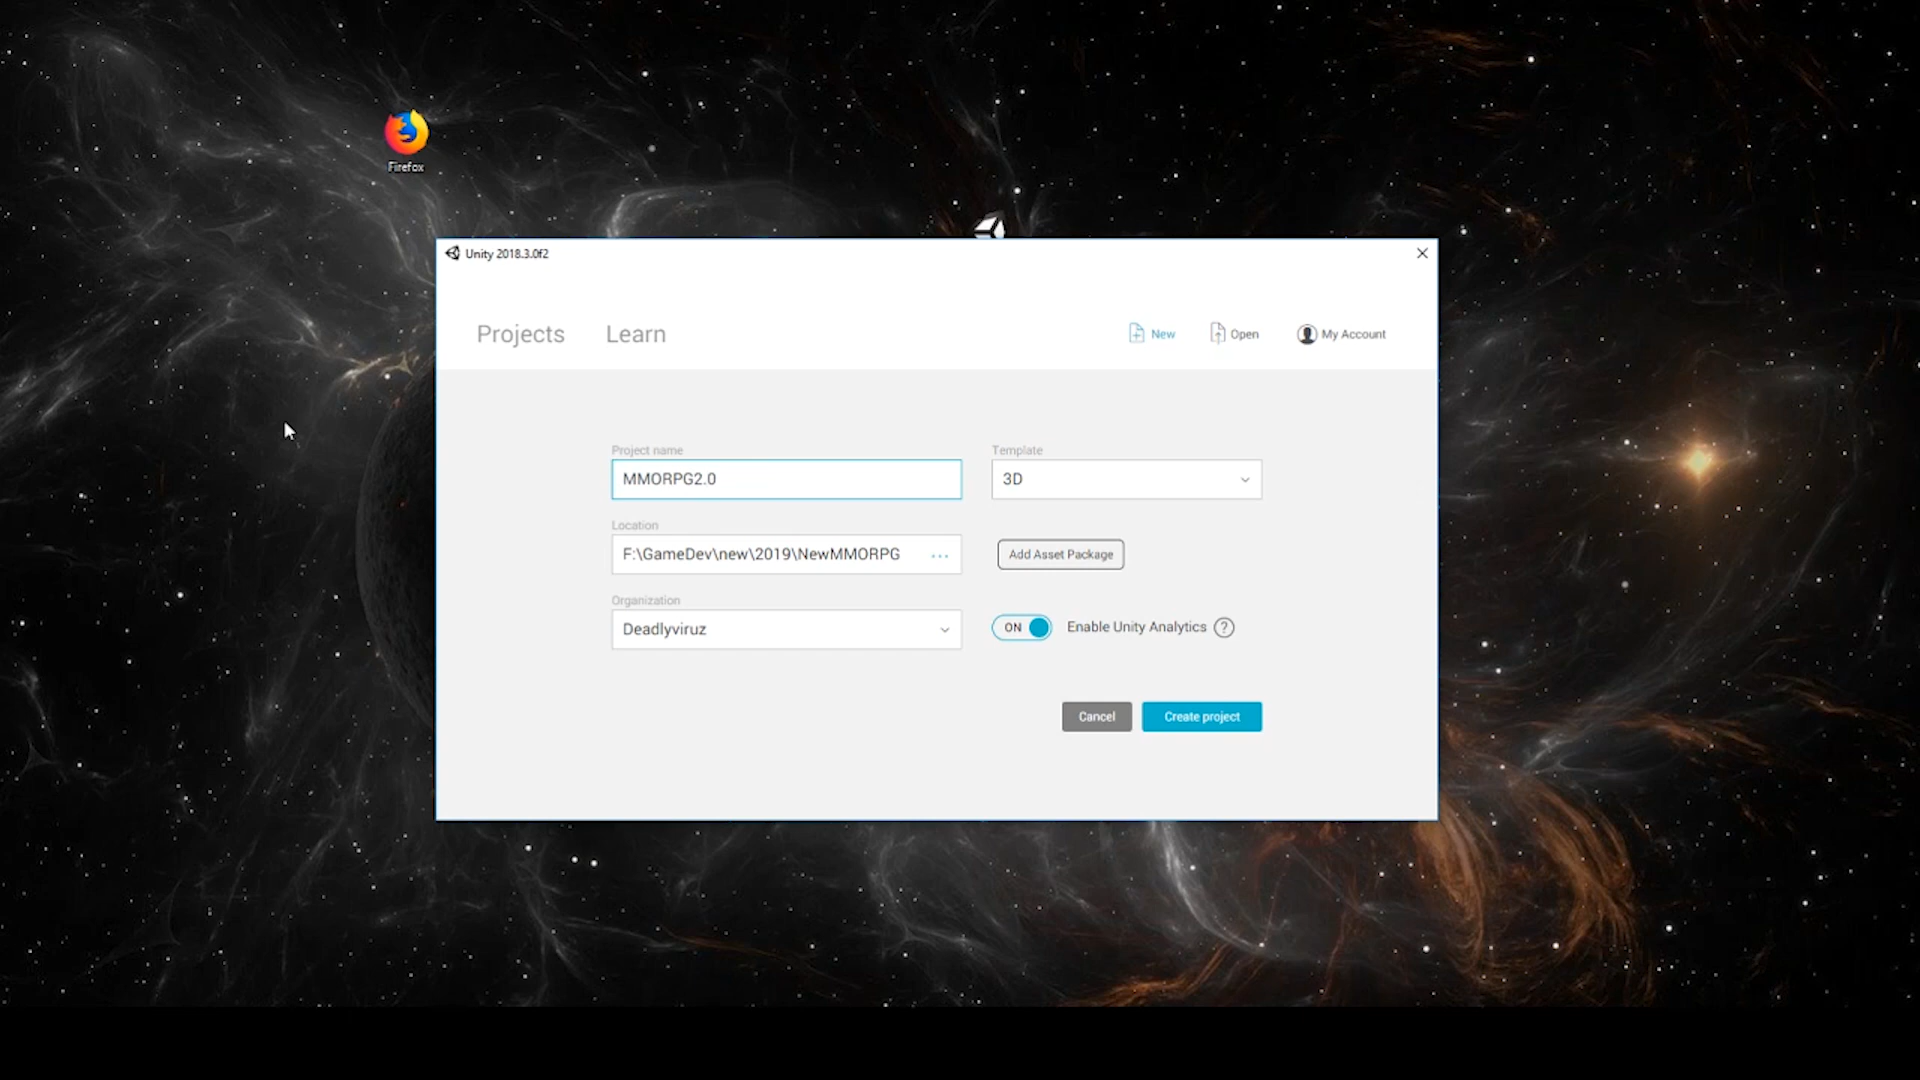 Firefox
Unity 2018.3.0f2
Projects Learn New Open My Account
Project name Template
MMORPG2.0 3D
Location
F:\GameDev\new\2019\NewMMORPG ... Add Asset Package
Organization
Deadlyviruz ON Enable Unity Analytics ?
Cancel Create project